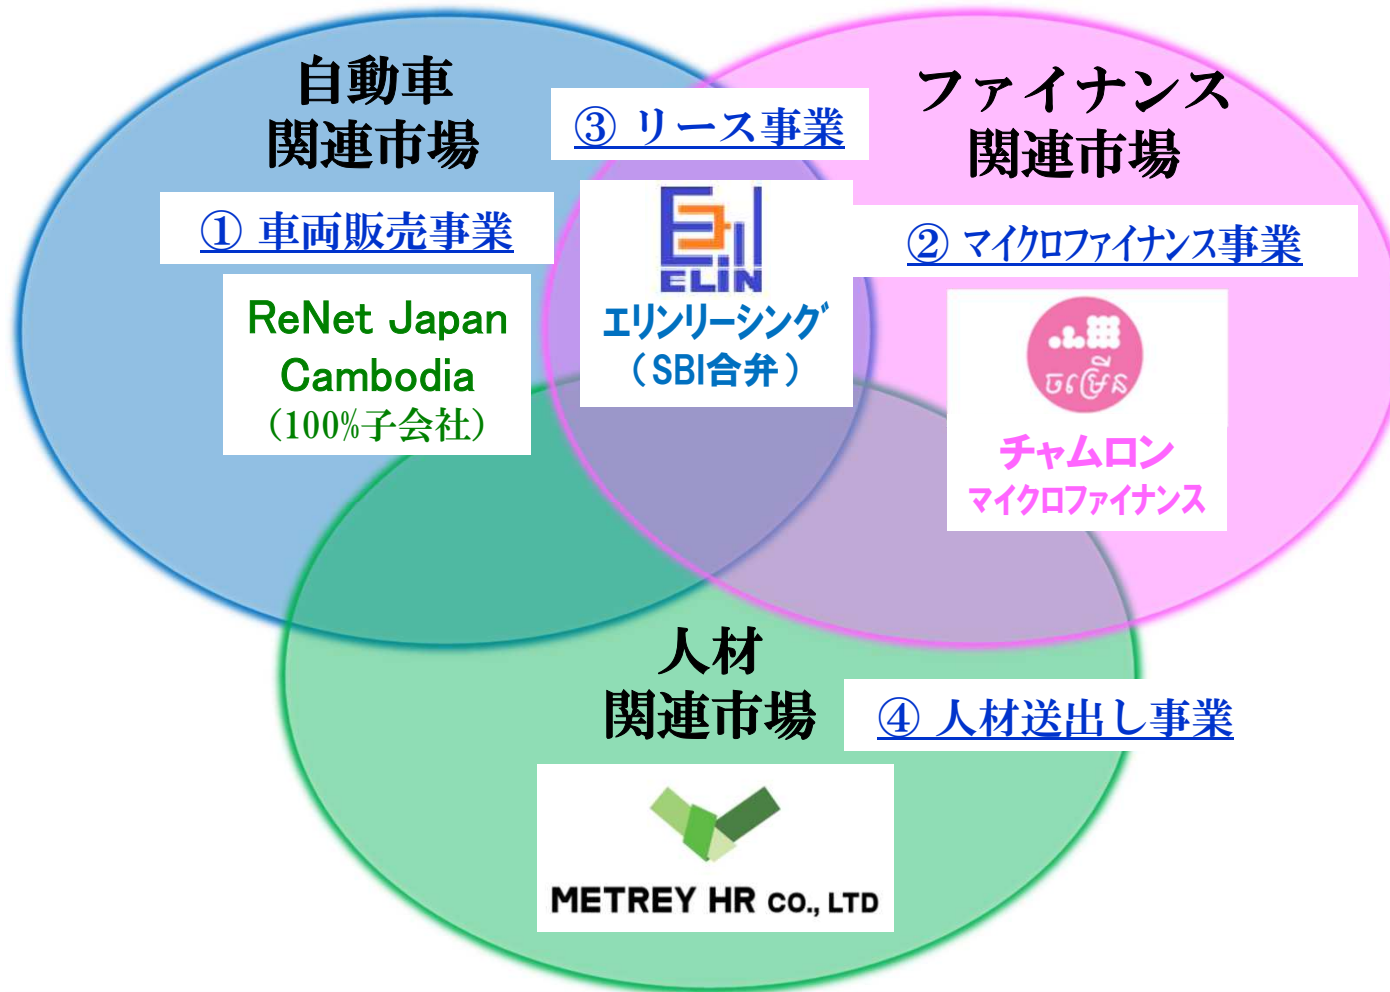 自動車
関連市場
① 車両販売事業
ReNet Japan
Cambodia
(100%子会社)
③ リース事業
ELIN
エリンリーシング
(SBI合弁)
ファイナンス
関連市場
② マイクロファイナンス事業
ចម្រើន
チャムロン
マイクロファイナンス
人材
関連市場
④ 人材送出し事業
METREY HR CO., LTD